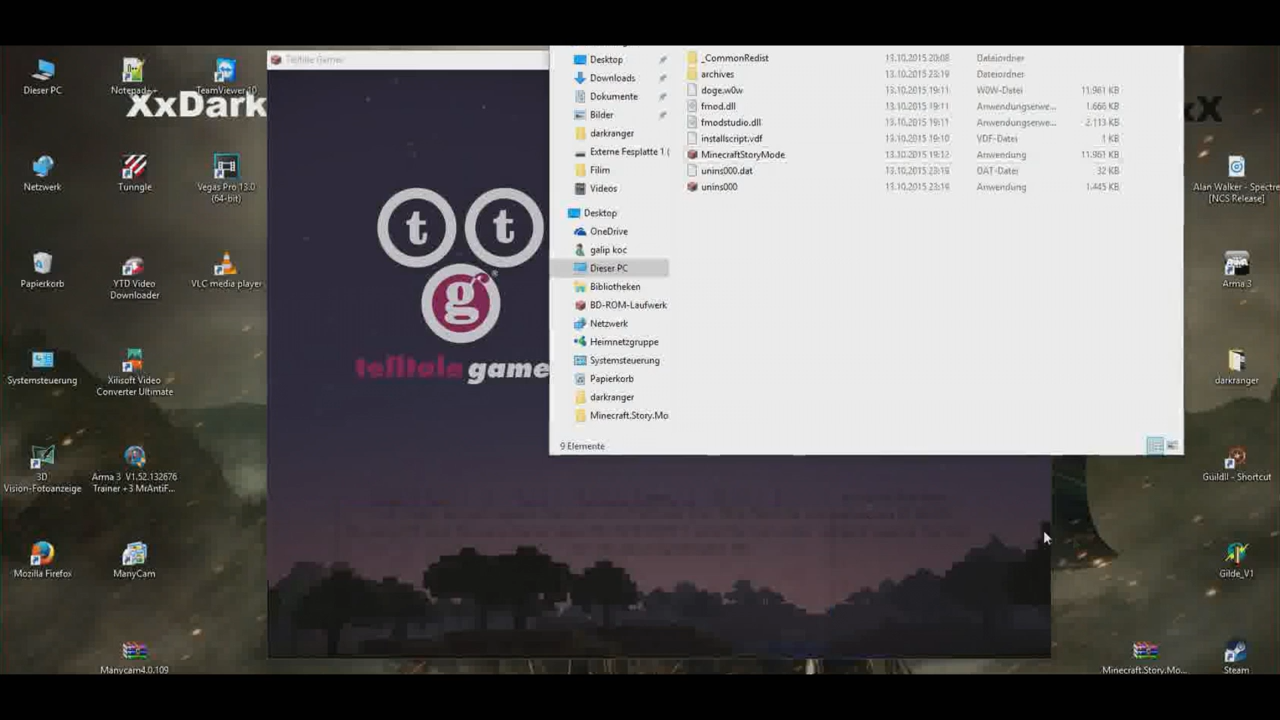 Dieser PC
Notepad++
TeamViewer 10
XxDark
xX
Netzwerk
Tunngle
Vegas Pro 13.0
(64-bit)
Papierkorb
YTD Video
Downloader
VLC media player
Systemsteuerung
Xilisoft Video
Converter Ultimate
3D
Vision-Fotoanzeige
Arma 3 V1.52.132676
Trainer +3 MrAntiF...
Mozilla Firefox
ManyCam
Manycam4.0.109
Telltale Games
t t
g
telltale game
Desktop
Downloads
Dokumente
Bilder
darkranger
Externe Festplatte 1 (
Filim
Videos
Desktop
OneDrive
galip koc
Dieser PC
Bibliotheken
BD-ROM-Laufwerk
Netzwerk
Heimnetzgruppe
Systemsteuerung
Papierkorb
darkranger
Minecraft.Story.Mo
_CommonRedist 13.10.2015 20:08 Dateiordner
archives 13.10.2015 23:19 Dateiordner
doge.w0w 13.10.2015 19:11 W0W-Datei 11.961 KB
fmod.dll 13.10.2015 19:11 Anwendungserwe... 1.666 KB
fmodstudio.dll 13.10.2015 19:11 Anwendungserwe... 2.113 KB
installscript.vdf 13.10.2015 19:10 VDF-Datei 1 KB
MinecraftStoryMode 13.10.2015 19:12 Anwendung 11.961 KB
unins000.dat 13.10.2015 23:19 DAT-Datei 32 KB
unins000 13.10.2015 23:19 Anwendung 1.445 KB
9 Elemente
Alan Walker - Spectre
[NCS Release]
Arma 3
darkranger
GuildII - Shortcut
Gilde_V1
Minecraft.Story.Mo...
Steam